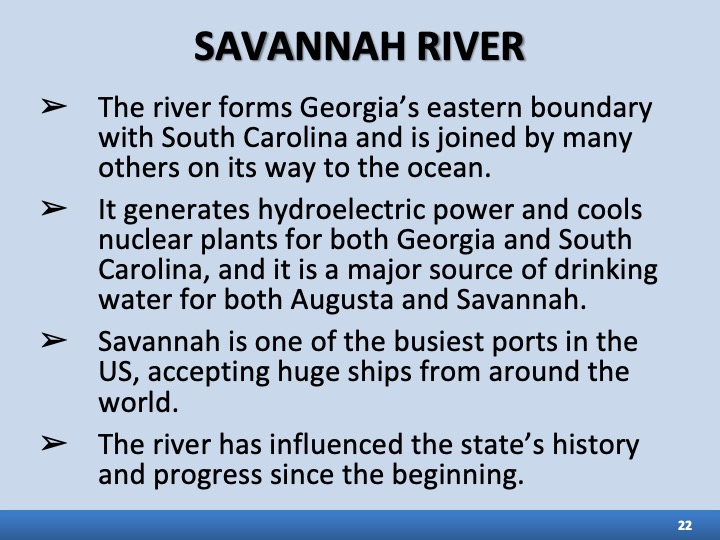 SAVANNAH RIVER
➢ The river forms Georgia’s eastern boundary
with South Carolina and is joined by many
others on its way to the ocean.
➢ It generates hydroelectric power and cools
nuclear plants for both Georgia and South
Carolina, and it is a major source of drinking
water for both Augusta and Savannah.
➢ Savannah is one of the busiest ports in the
US, accepting huge ships from around the
world.
➢ The river has influenced the state’s history
and progress since the beginning.
22